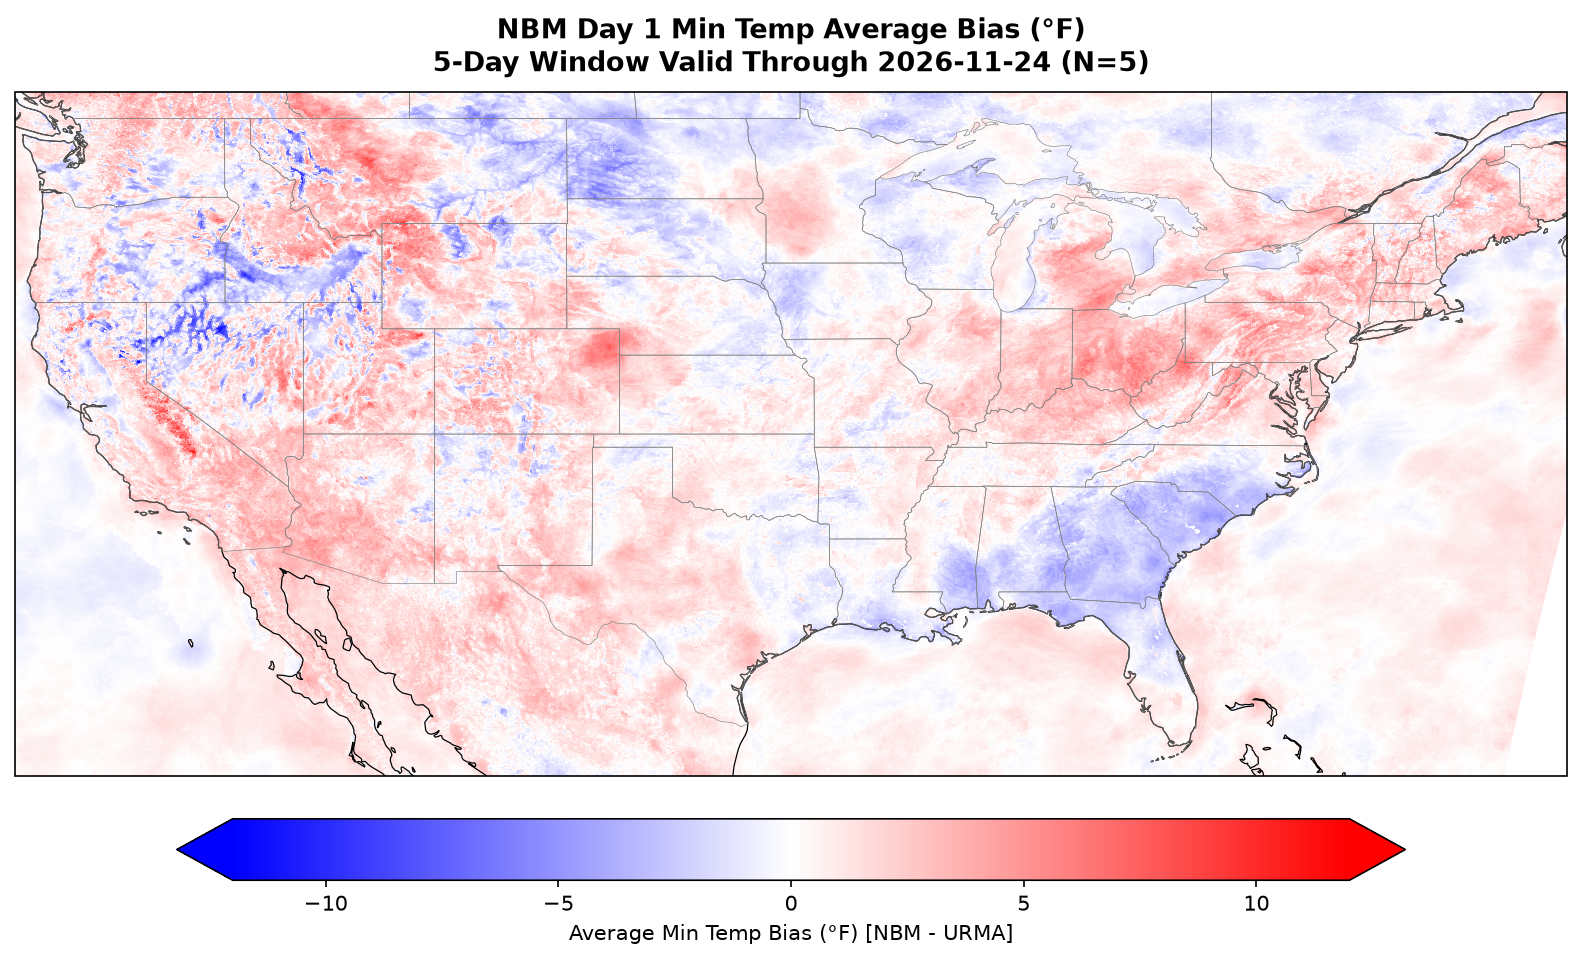 NBM Day 1 Min Temp Average Bias (°F)
5-Day Window Valid Through 2026-11-24 (N=5)
−10 −5 0 5 10
Average Min Temp Bias (°F) [NBM - URMA]